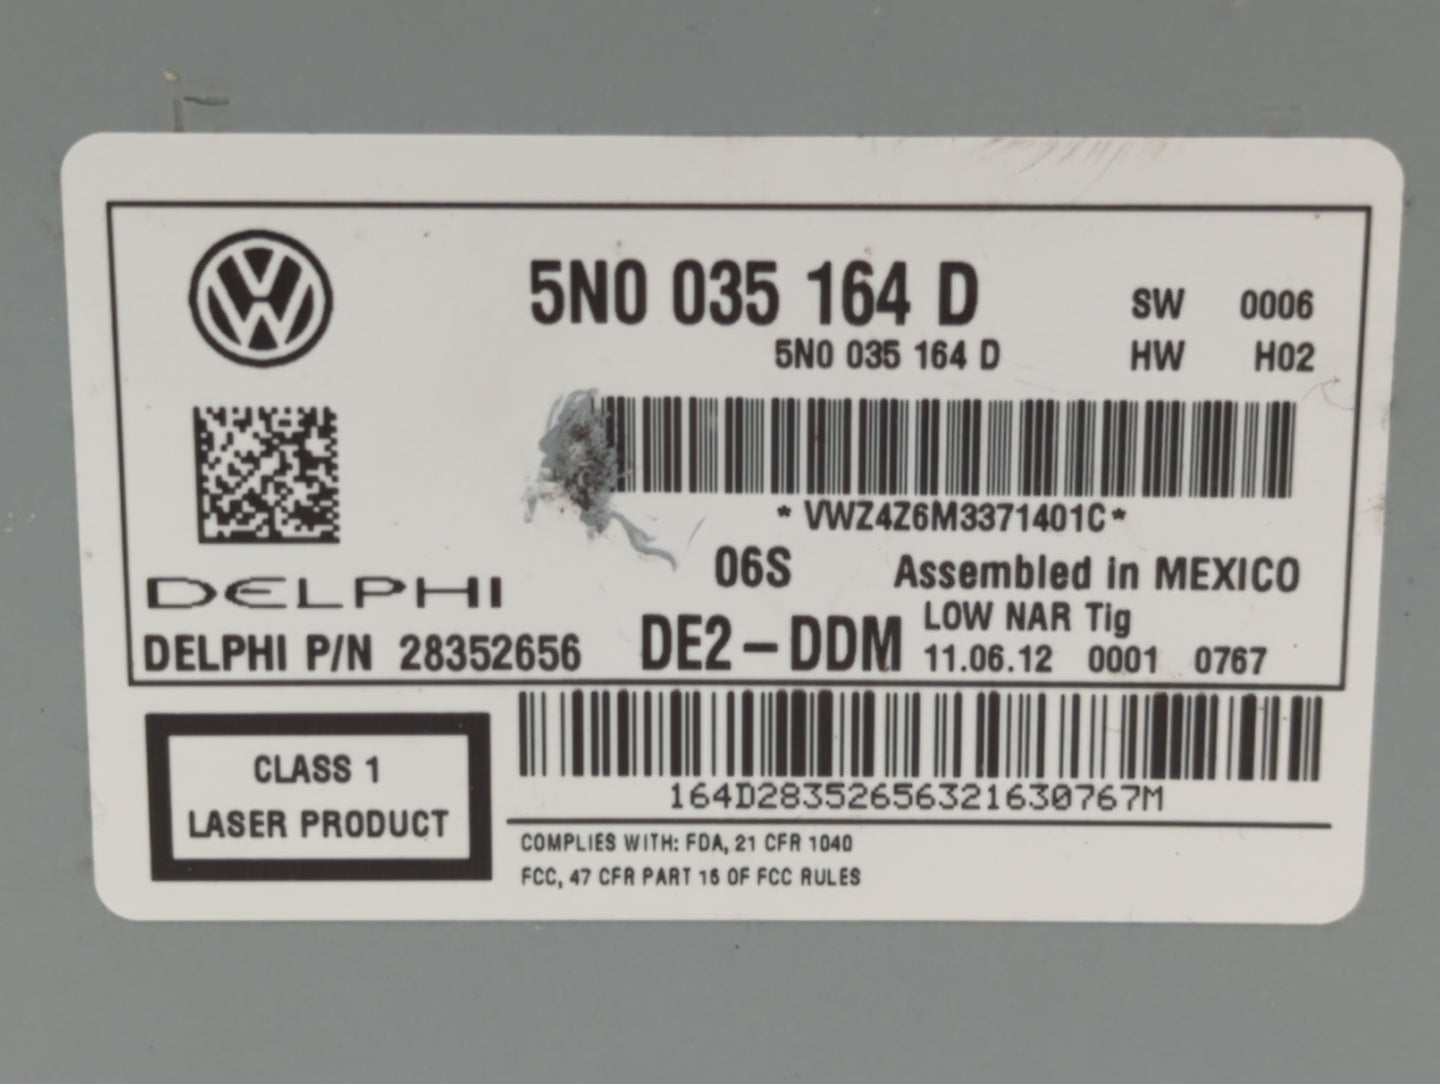 5N0 035 164 D
SW 0006
5N0 035 164 D
HW H02
* VWZ4Z6M3371401C*
06S Assembled in MEXICO
DELPHI
LOW NAR Tig
DELPHI P/N 28352656 DE2-DDM 11.06.12 0001 0767
164D28352656321630767M
CLASS 1
LASER PRODUCT
COMPLIES WITH: FDA, 21 CFR 1040
FCC, 47 CFR PART 15 OF FCC RULES